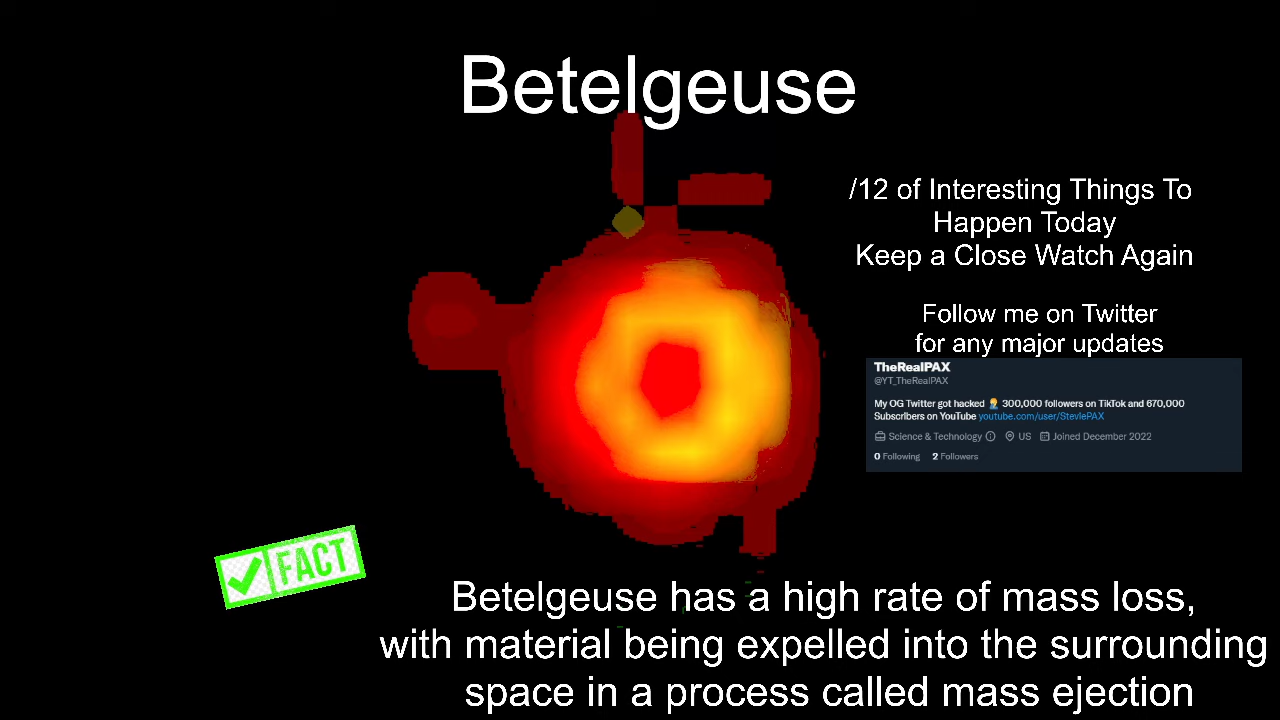 Betelgeuse
/12 of Interesting Things To
Happen Today
Keep a Close Watch Again
Follow me on Twitter
for any major updates
TheRealPAX
@YT_TheRealPAX
My OG Twitter got hacked 🤦 300,000 followers on TikTok and 670,000
Subscribers on YouTube youtube.com/user/SteviePAX
Science & Technology US Joined December 2022
0 Following 2 Followers
FACT
Betelgeuse has a high rate of mass loss,
with material being expelled into the surrounding
space in a process called mass ejection